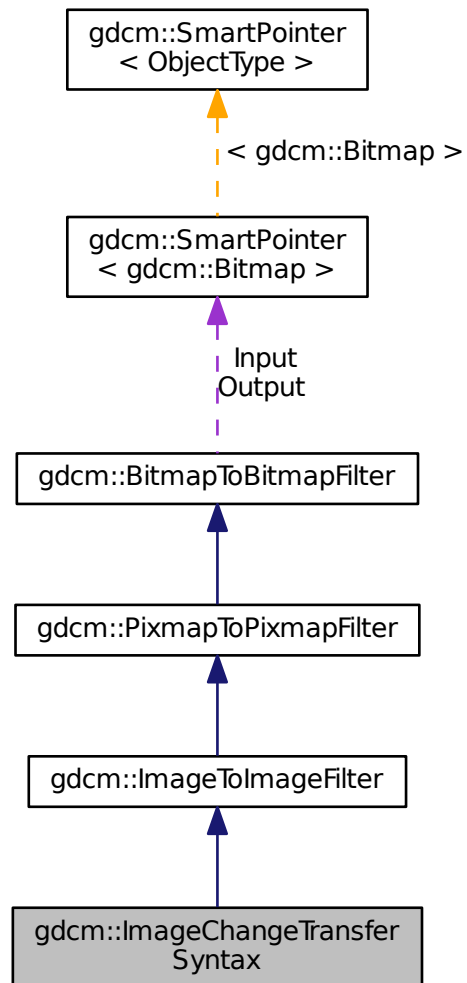 gdcm::SmartPointer
< ObjectType >
< gdcm::Bitmap >
gdcm::SmartPointer
< gdcm::Bitmap >
Input
Output
gdcm::BitmapToBitmapFilter
gdcm::PixmapToPixmapFilter
gdcm::ImageToImageFilter
gdcm::ImageChangeTransfer
Syntax